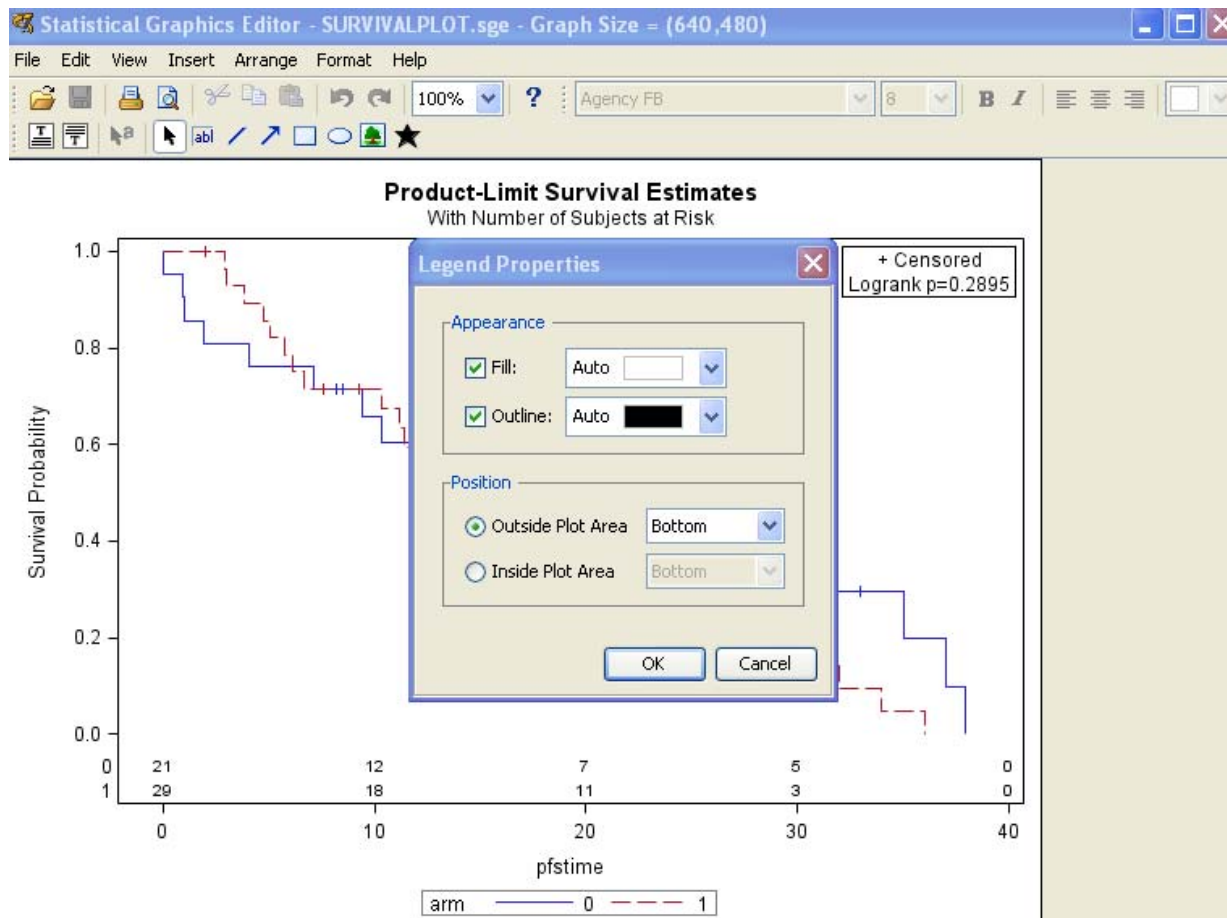 Statistical Graphics Editor - SURVIVALPLOT.sge - Graph Size = (640,480)
File Edit View Insert Arrange Format Help
100% ? Agency FB 8 B I
T T a abl
Product-Limit Survival Estimates
With Number of Subjects at Risk
+ Censored
Logrank p=0.2895
Legend Properties
Appearance
Fill: Auto
Outline: Auto
Position
Outside Plot Area Bottom
Inside Plot Area Bottom
OK Cancel
Survival Probability
1.0
0.8
0.6
0.4
0.2
0.0
0 21 12 7 5 0
1 29 18 11 3 0
0 10 20 30 40
pfstime
arm 0 1